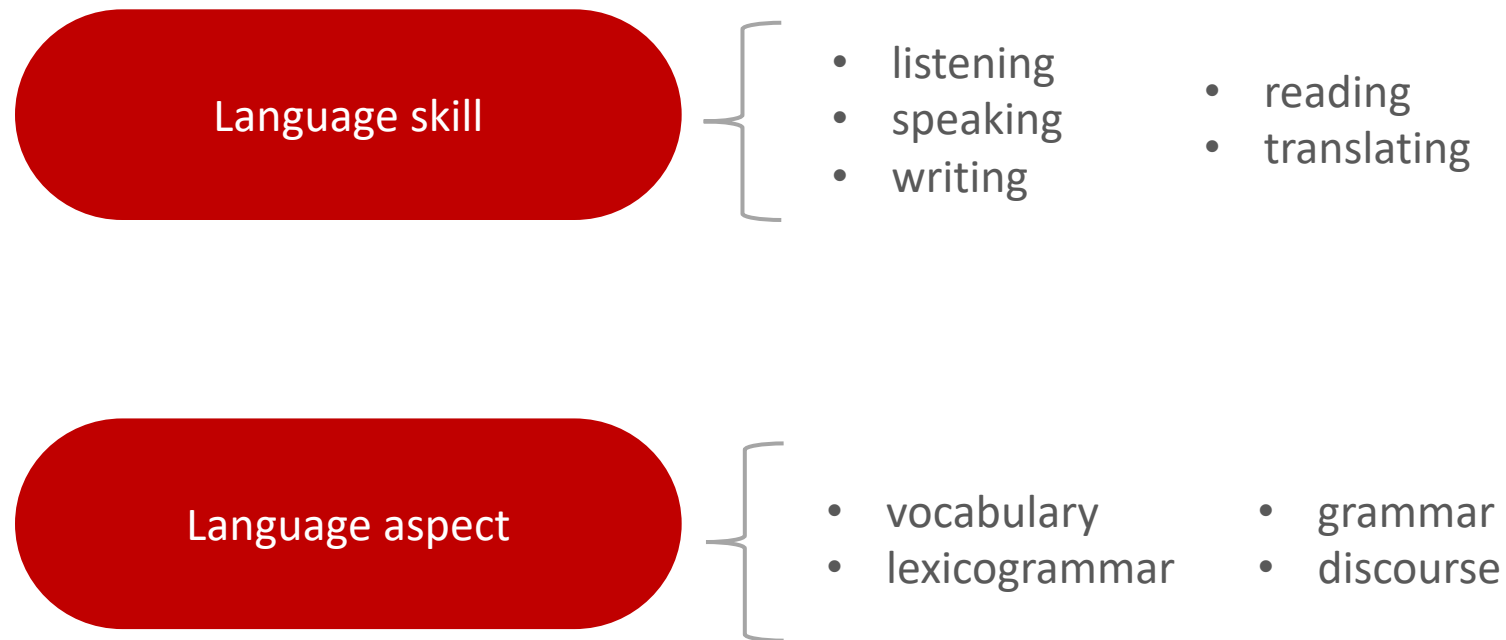 Language skill
• listening
• speaking
• writing
• reading
• translating
Language aspect
• vocabulary
• lexicogrammar
• grammar
• discourse